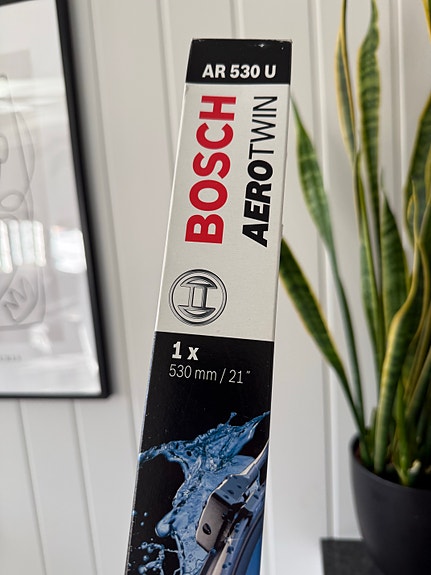 AR 530 U
BOSCH
AEROTWIN
1 x
530 mm / 21"